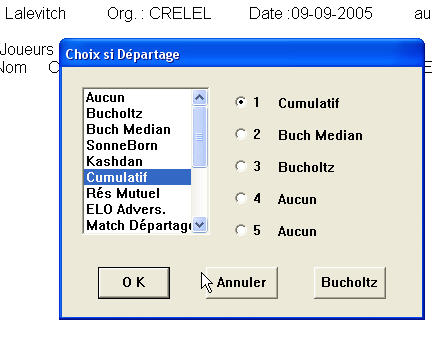 Lalevitch Org. : CRELEL Date :09-09-2005 au
Joueurs
Nom
Choix si Départage
Aucun
Bucholtz
Buch Median
SonneBorn
Kashdan
Cumulatif
Rés Mutuel
ELO Advers.
Match Départage
1 Cumulatif
2 Buch Median
3 Bucholtz
4 Aucun
5 Aucun
O K
Annuler
Bucholtz